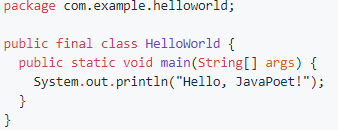 package com.example.helloworld;
public final class HelloWorld {
  public static void main(String[] args) {
    System.out.println("Hello, JavaPoet!");
  }
}